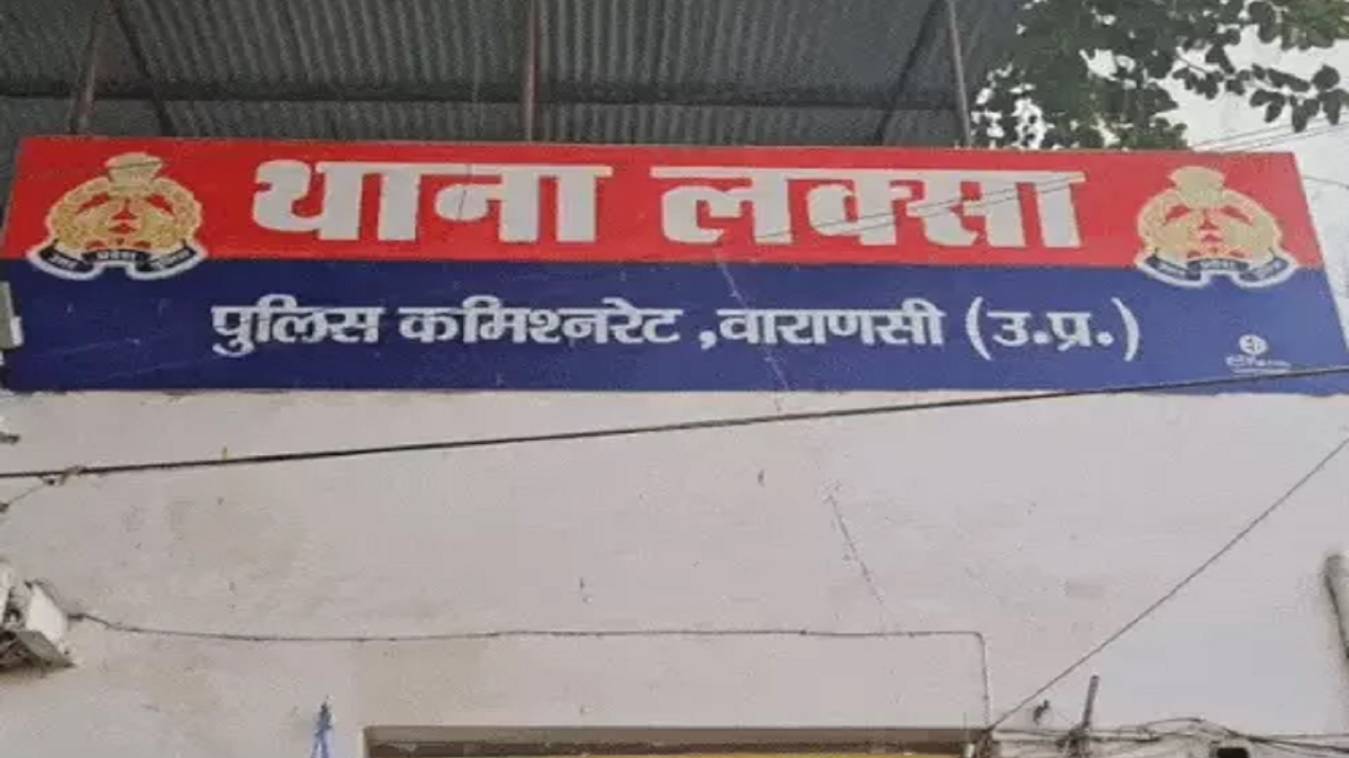 थाना लक्सा
पुलिस कमिश्नरेट ,वाराणसी (उ.प्र.)